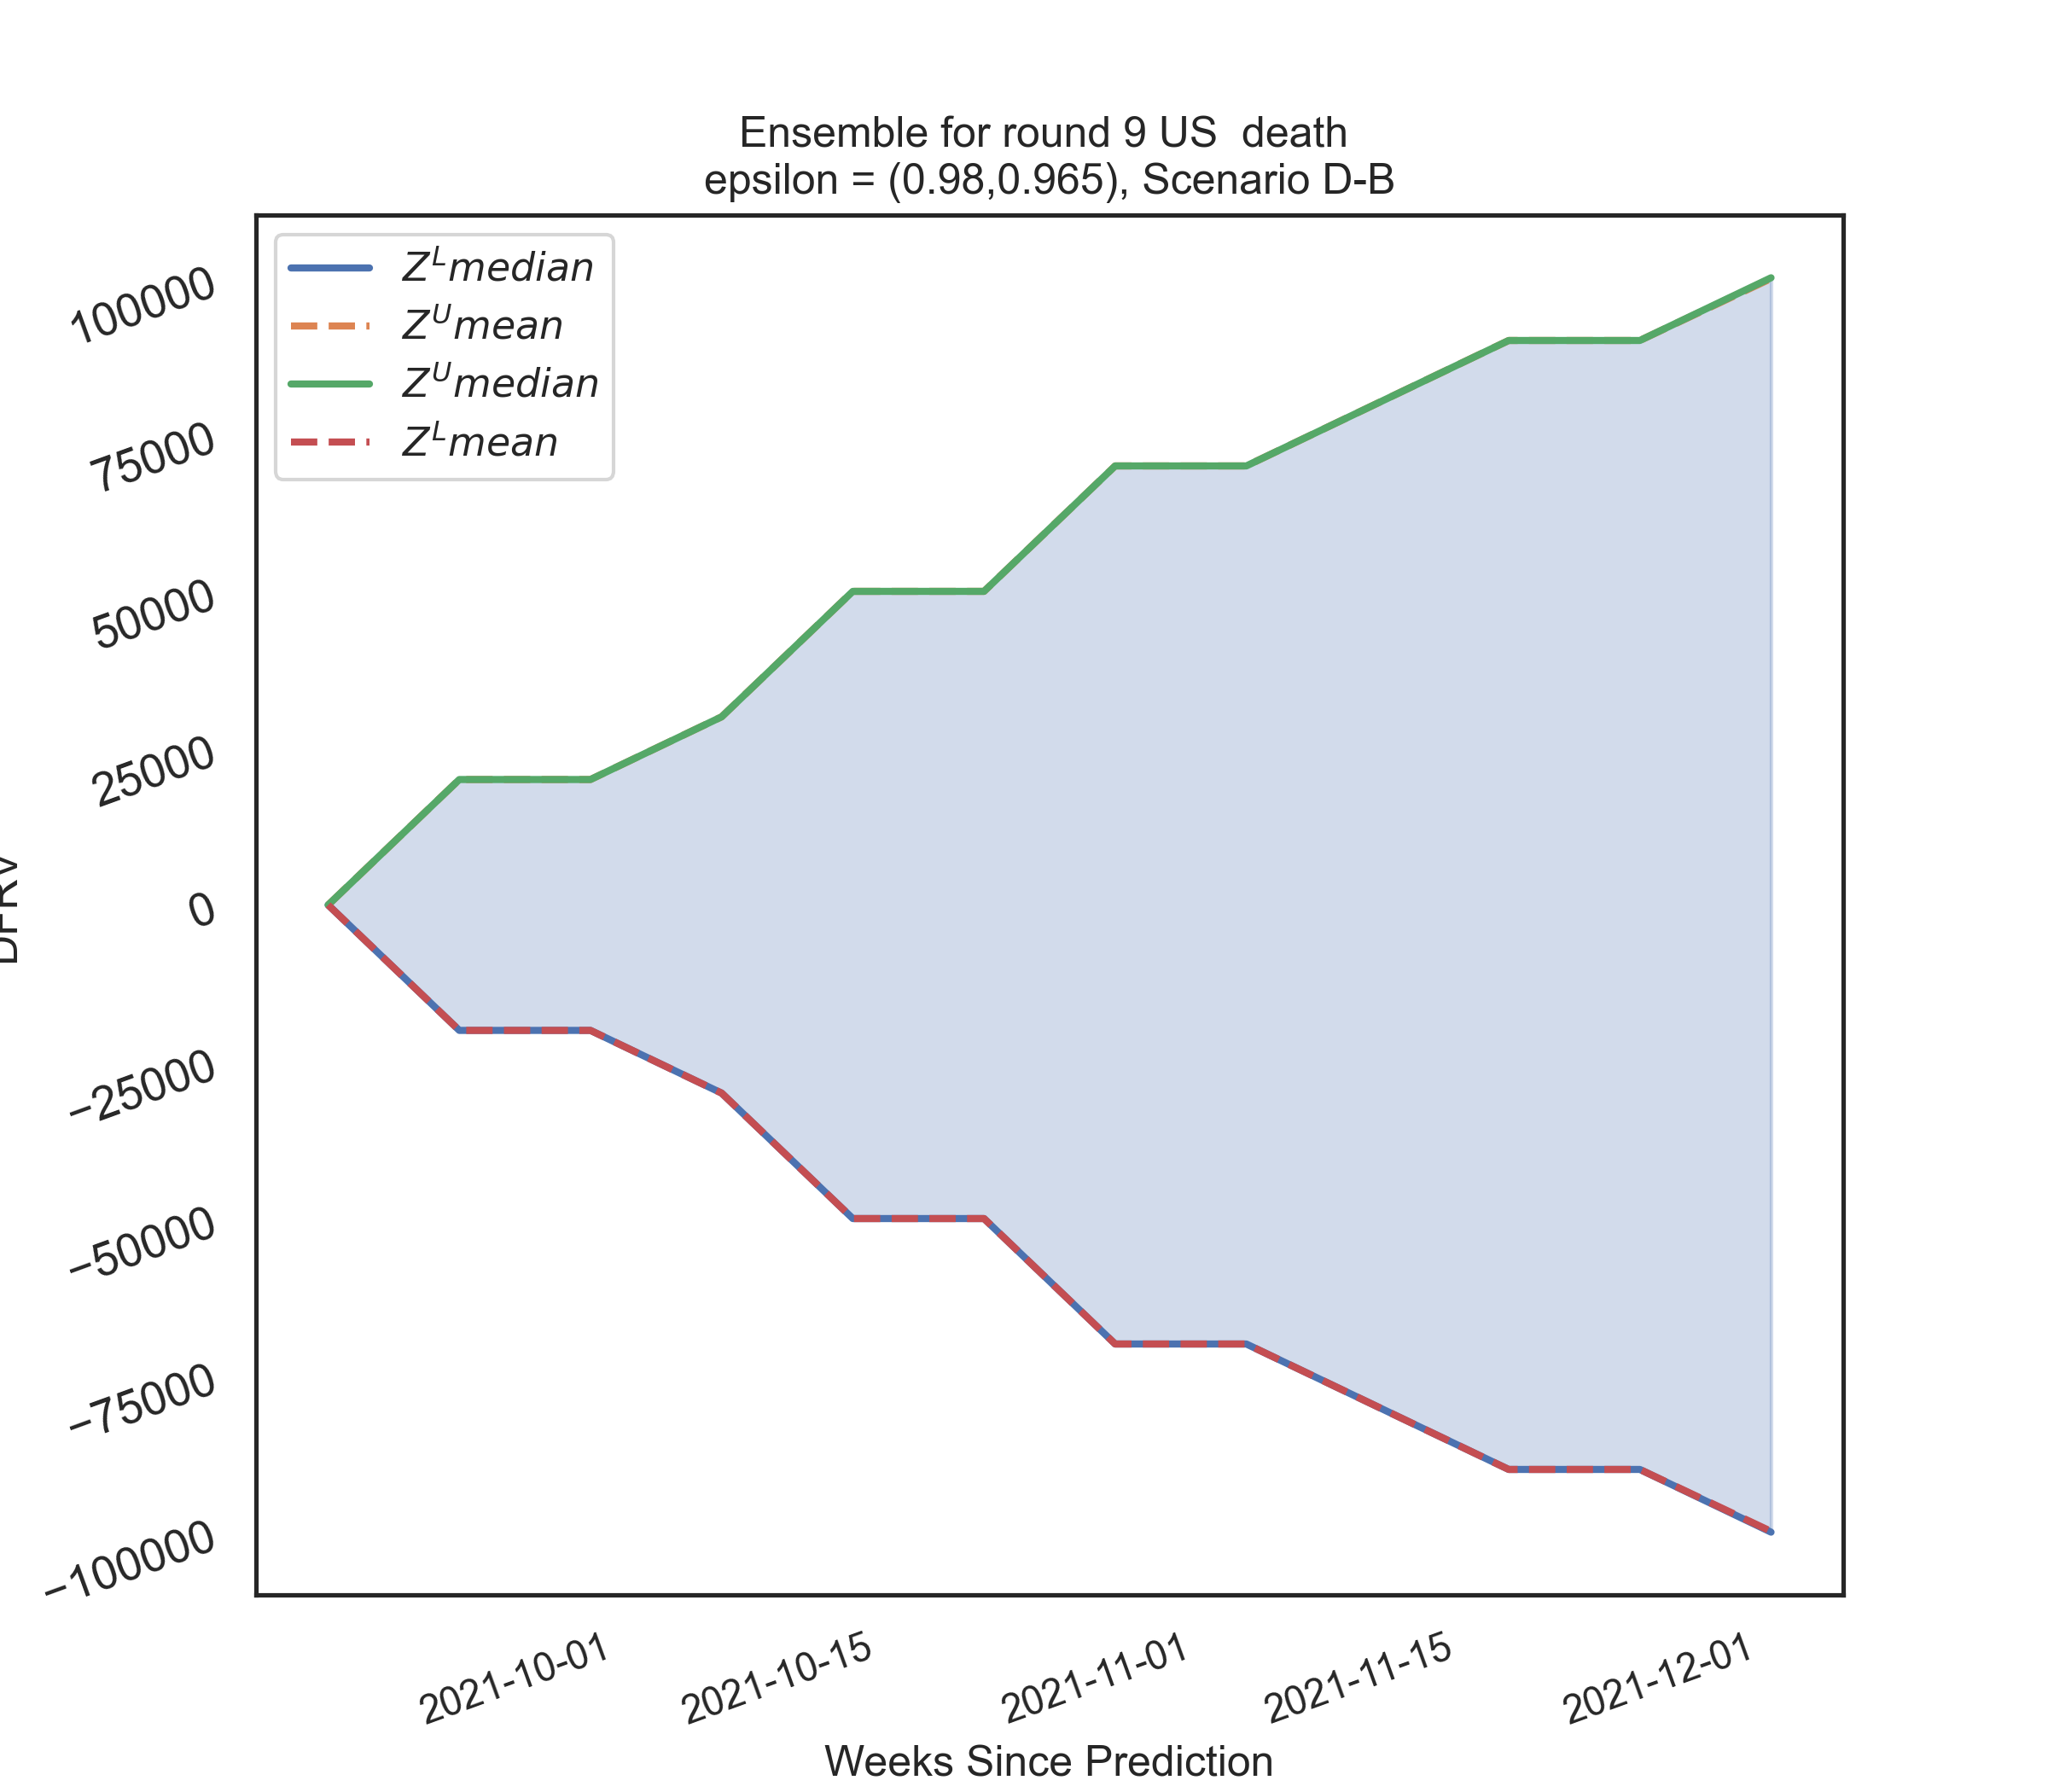 Ensemble for round 9 US  death
epsilon = (0.98,0.965), Scenario D-B
Z^L median
Z^U mean
Z^U median
Z^L mean
100000
75000
50000
25000
0
−25000
−50000
−75000
−100000
2021-10-01
2021-10-15
2021-11-01
2021-11-15
2021-12-01
Weeks Since Prediction